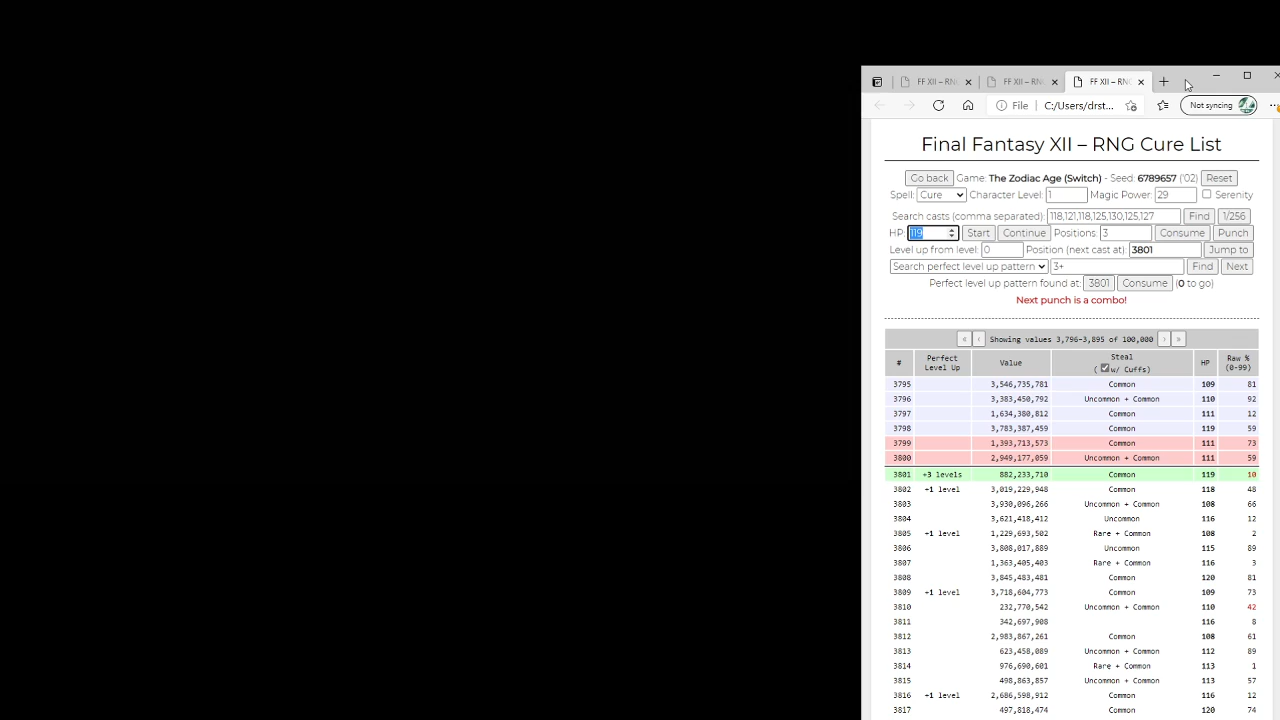 FF XII – RNG FF XII – RNG FF XII – RNG
File C:/Users/drst... Not syncing
Final Fantasy XII – RNG Cure List
Go back Game: The Zodiac Age (Switch) - Seed: 6789657 ('02) Reset
Spell: Cure Character Level: 1 Magic Power: 29 Serenity
Search casts (comma separated): 118,121,118,125,130,125,127 Find 1/256
HP: 119 Start Continue Positions: 3 Consume Punch
Level up from level: 0 Position (next cast at): 3801 Jump to
Search perfect level up pattern 3+ Find Next
Perfect level up pattern found at: 3801 Consume (0 to go)
Next punch is a combo!
« ‹ Showing values 3,796–3,895 of 100,000 › »
# Perfect Level Up Value Steal ( w/ Cuffs) HP Raw % (0-99)
3795 3,546,735,781 Common 109 81
3796 3,383,450,792 Uncommon + Common 110 92
3797 1,634,380,812 Common 111 12
3798 3,783,387,459 Common 119 59
3799 1,393,713,573 Common 111 73
3800 2,949,177,059 Uncommon + Common 111 59
3801 +3 levels 882,233,710 Common 119 10
3802 +1 level 3,019,229,948 Common 118 48
3803 3,930,096,266 Uncommon + Common 108 66
3804 3,621,418,412 Uncommon 116 12
3805 +1 level 1,229,693,502 Rare + Common 108 2
3806 3,808,017,889 Uncommon 115 89
3807 1,363,405,403 Rare + Common 116 3
3808 3,845,483,481 Common 120 81
3809 +1 level 3,718,604,773 Common 109 73
3810 232,770,542 Uncommon + Common 110 42
3811 342,697,908 116 8
3812 2,983,867,261 Common 108 61
3813 623,458,089 Uncommon + Common 112 89
3814 976,690,601 Rare + Common 113 1
3815 498,863,857 Uncommon + Common 113 57
3816 +1 level 2,686,598,912 Common 116 12
3817 497,818,474 Common 120 74